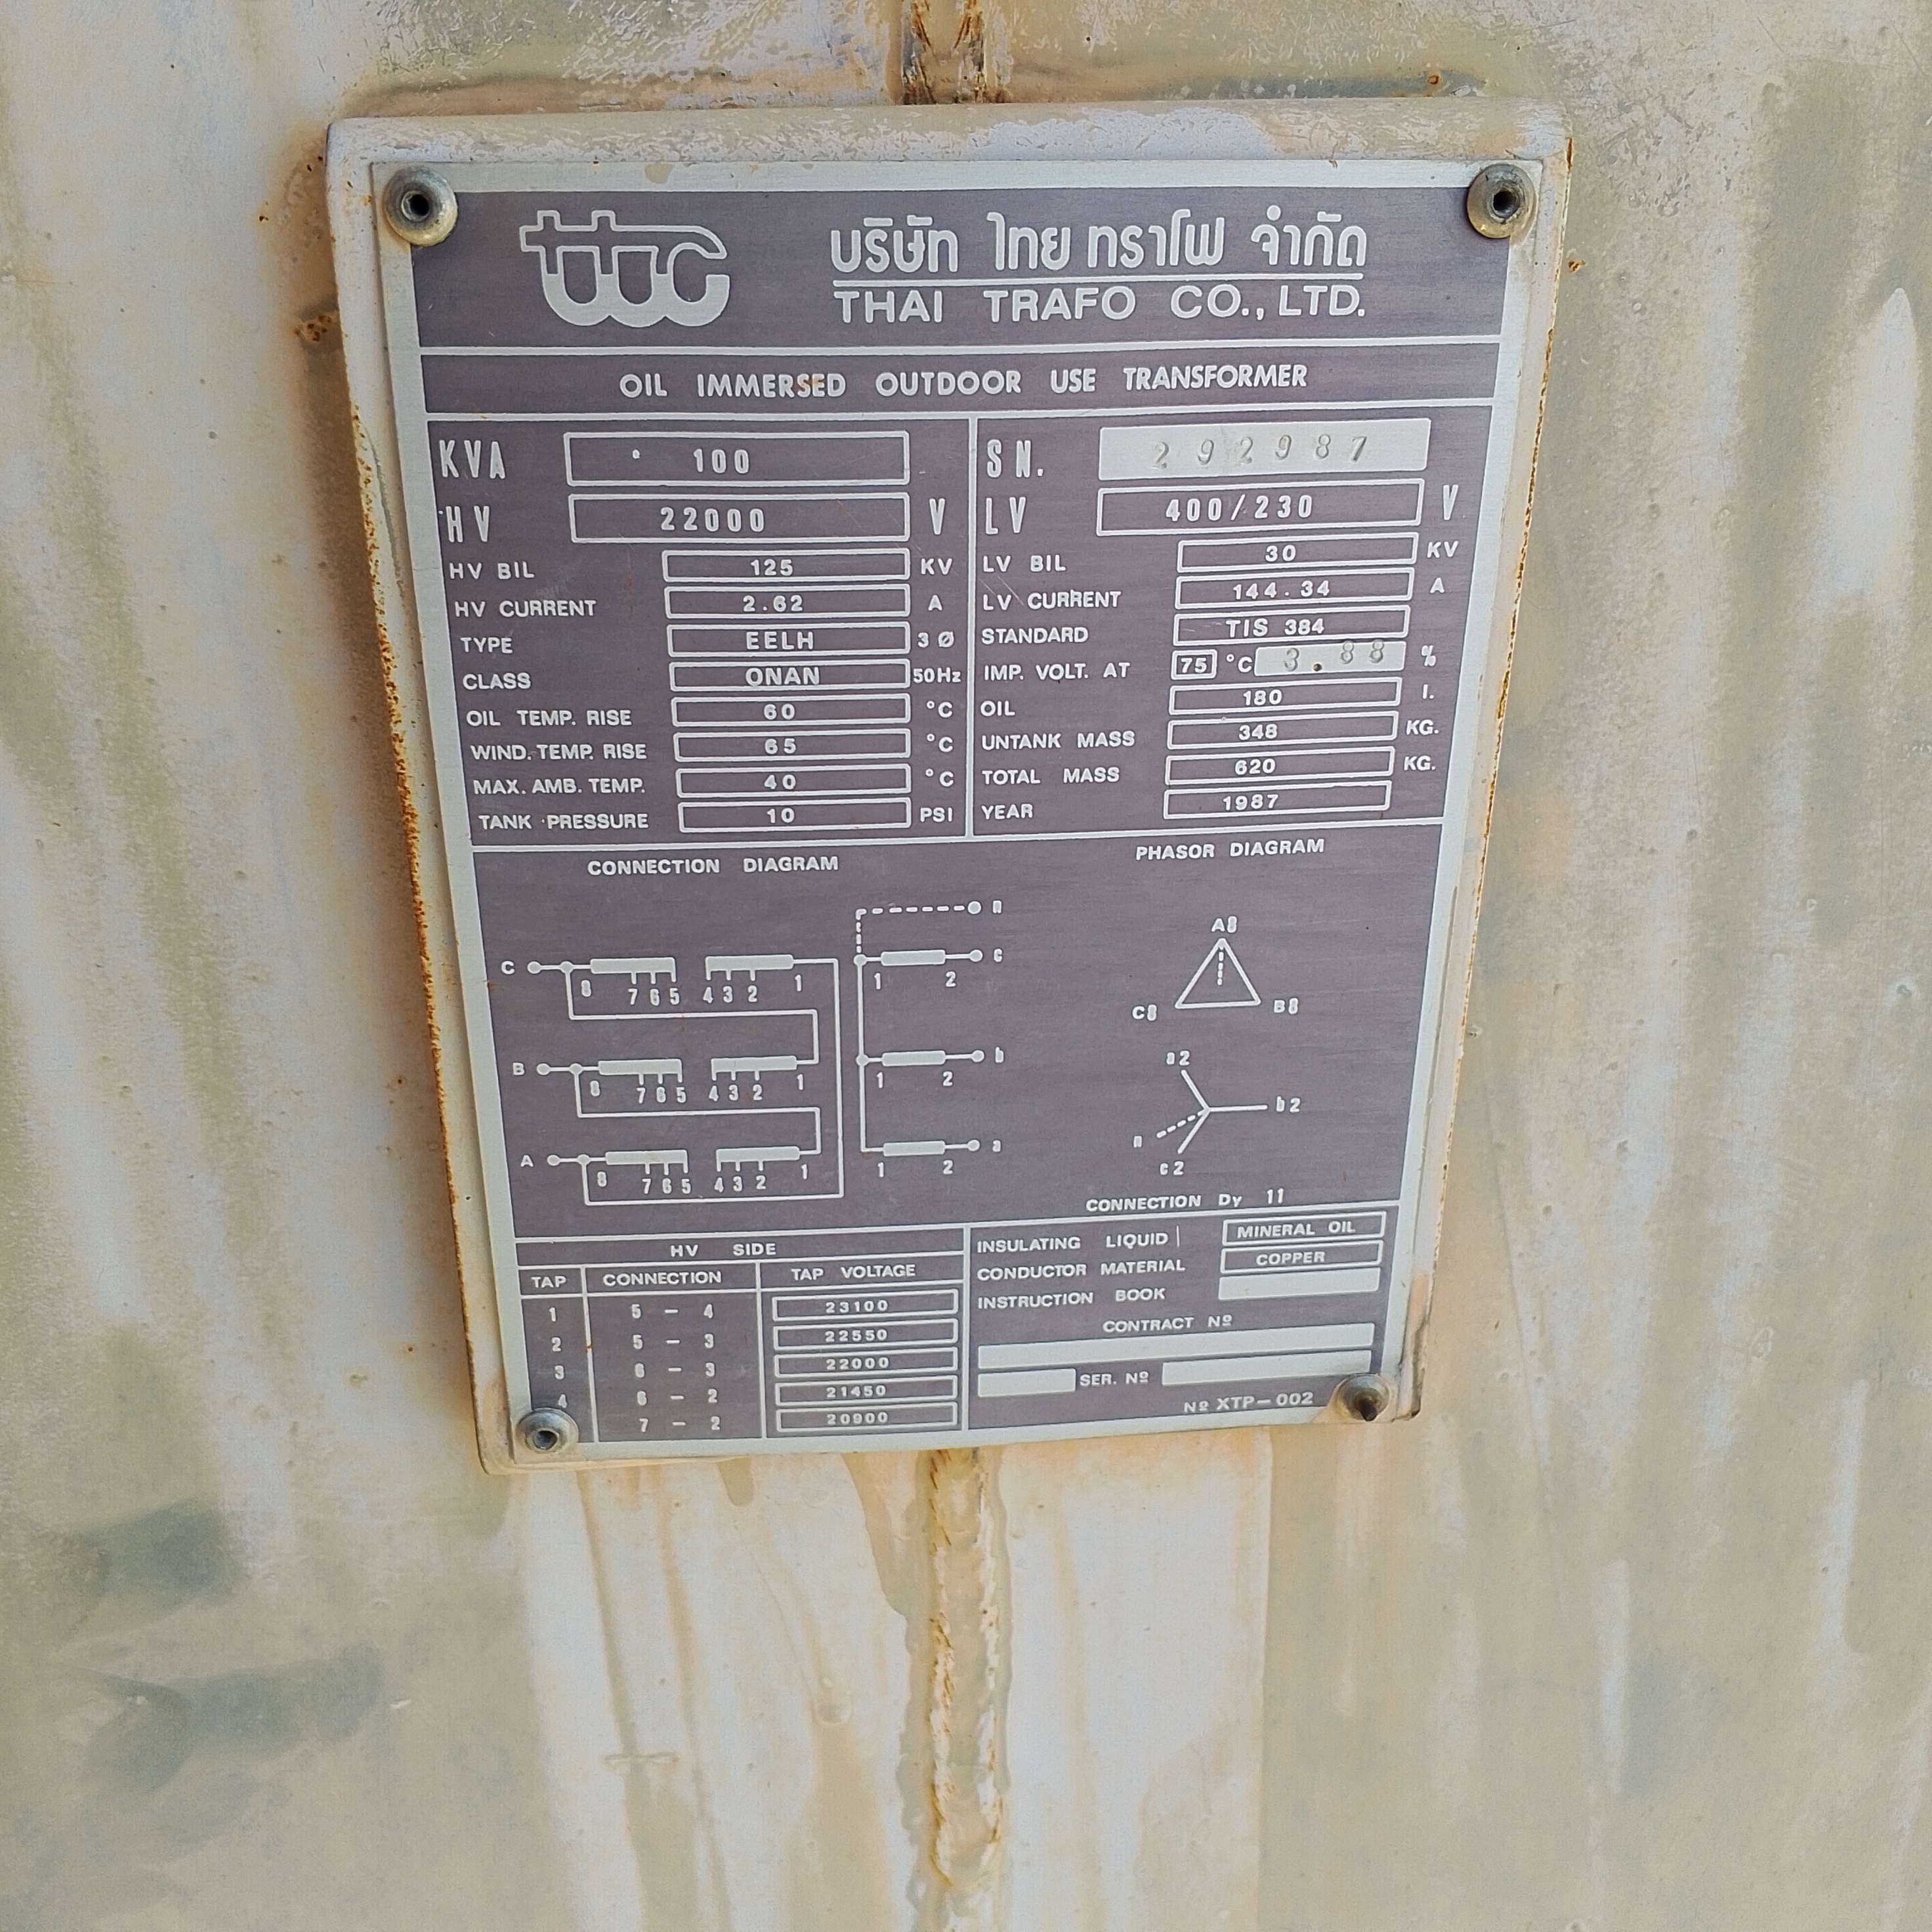 ttc
บริษัท ไทย ทราโฟ จำกัด
THAI TRAFO CO., LTD.
OIL IMMERSED OUTDOOR USE TRANSFORMER
KVA 100
HV 22000 V
HV BIL 125 KV
HV CURRENT 2.62 A
TYPE EELH 3 Ø
CLASS ONAN 50Hz
OIL TEMP. RISE 60 °C
WIND. TEMP. RISE 65 °C
MAX. AMB. TEMP. 40 °C
TANK PRESSURE 10 PSI
SN. 292987
LV 400/230 V
LV BIL 30 KV
LV CURRENT 144.34 A
STANDARD TIS 384
IMP. VOLT. AT 75 °C 3.88 %
OIL 180 l.
UNTANK MASS 348 KG.
TOTAL MASS 620 KG.
YEAR 1987
CONNECTION DIAGRAM
n
C 8 7 6 5 4 3 2 1 1 2 c
B 8 7 6 5 4 3 2 1 1 2 b
A 8 7 6 5 4 3 2 1 1 2 a
PHASOR DIAGRAM
A8
C8 B8
a2
b2
n
c2
CONNECTION Dy 11
HV SIDE
TAP CONNECTION TAP VOLTAGE
1 5 - 4 23100
2 5 - 3 22550
3 6 - 3 22000
4 6 - 2 21450
7 - 2 20900
INSULATING LIQUID MINERAL OIL
CONDUCTOR MATERIAL COPPER
INSTRUCTION BOOK
CONTRACT Nº
SER. Nº
Nº XTP-002